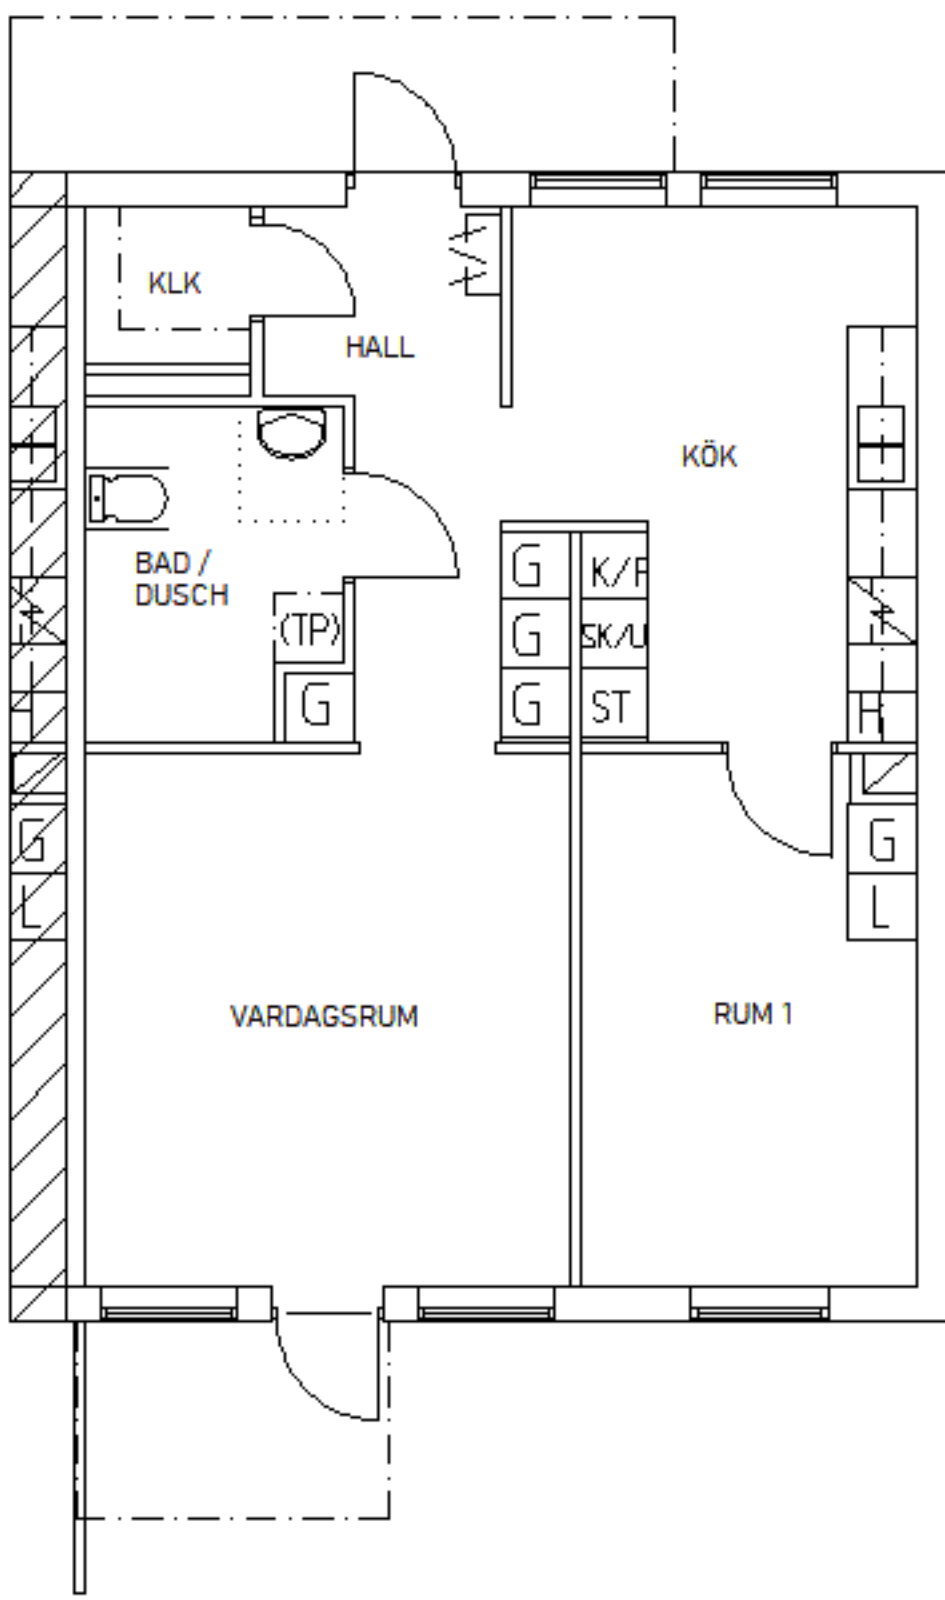 KLK
HALL
KÖK
BAD /
DUSCH
G
K/F
(TP)
G
SK/U
G
G
ST
H
G
G
L
L
VARDAGSRUM
RUM 1